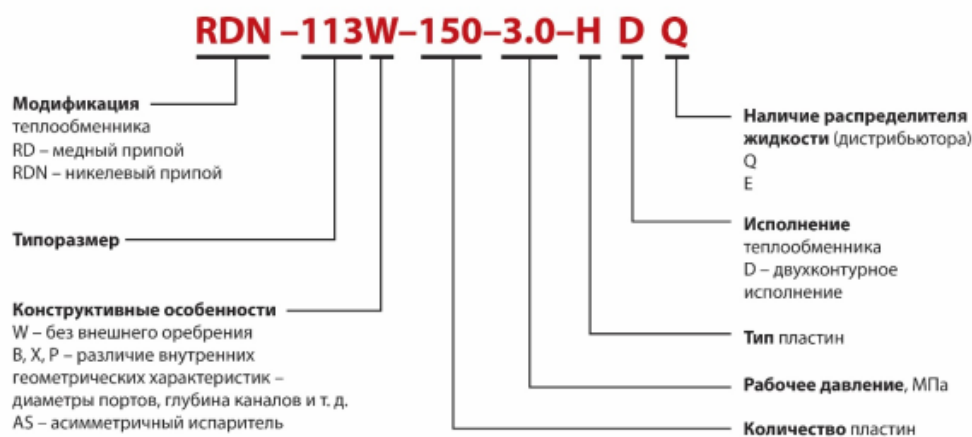 RDN –113W–150–3.0–H D Q
Модификация
теплообменника
RD – медный припой
RDN – никелевый припой
Типоразмер
Конструктивные особенности
W – без внешнего оребрения
B, X, P – различие внутренних
геометрических характеристик –
диаметры портов, глубина каналов и т. д.
AS – асимметричный испаритель
Наличие распределителя
жидкости (дистрибьютора)
Q
E
Исполнение
теплообменника
D – двухконтурное
исполнение
Тип пластин
Рабочее давление, МПа
Количество пластин